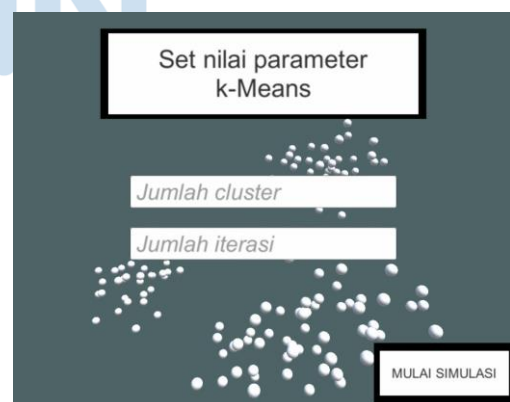 Set nilai parameter
k-Means
Jumlah cluster
Jumlah iterasi
MULAI SIMULASI